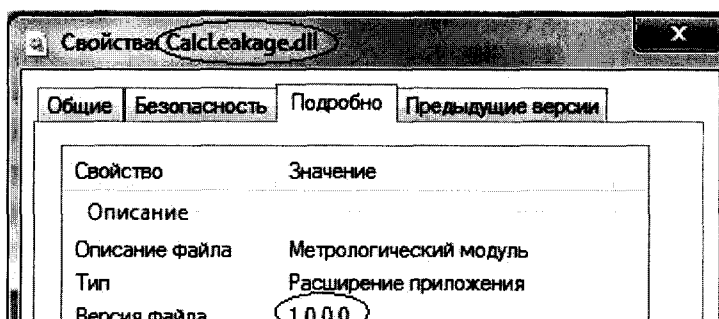 Свойства: CalcLeakage.dll
x
Общие Безопасность Подробно Предыдущие версии
Свойство Значение
Описание
Описание файла Метрологический модуль
Тип Расширение приложения
Версия файла 1.0.0.0